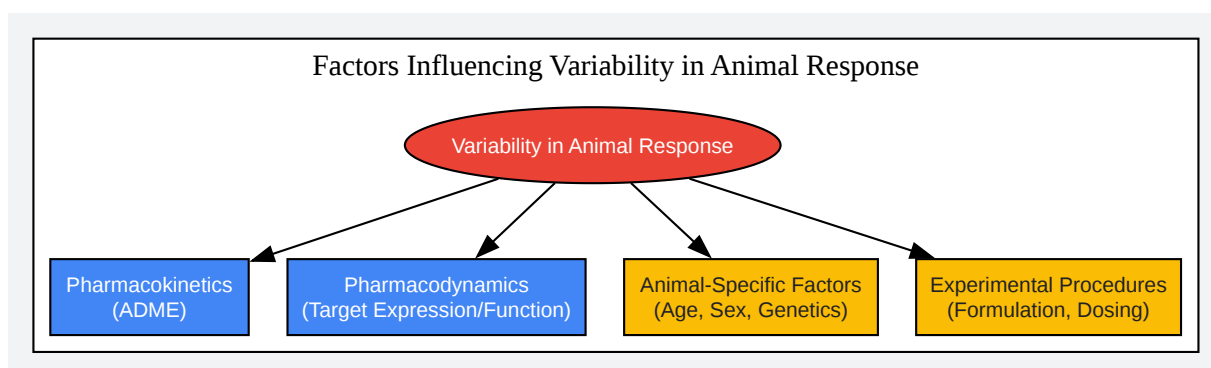 Factors Influencing Variability in Animal Response
Variability in Animal Response
Pharmacokinetics
(ADME)
Pharmacodynamics
(Target Expression/Function)
Animal-Specific Factors
(Age, Sex, Genetics)
Experimental Procedures
(Formulation, Dosing)